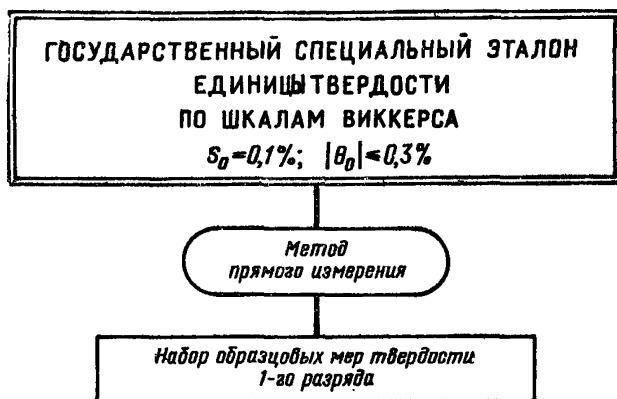 ГОСУДАРСТВЕННЫЙ СПЕЦИАЛЬНЫЙ ЭТАЛОН
ЕДИНИЦЫ ТВЕРДОСТИ
ПО ШКАЛАМ ВИККЕРСА
S₀=0,1%; |θ₀|≤0,3%
Метод
прямого измерения
Набор образцовых мер твердости
1-го разряда